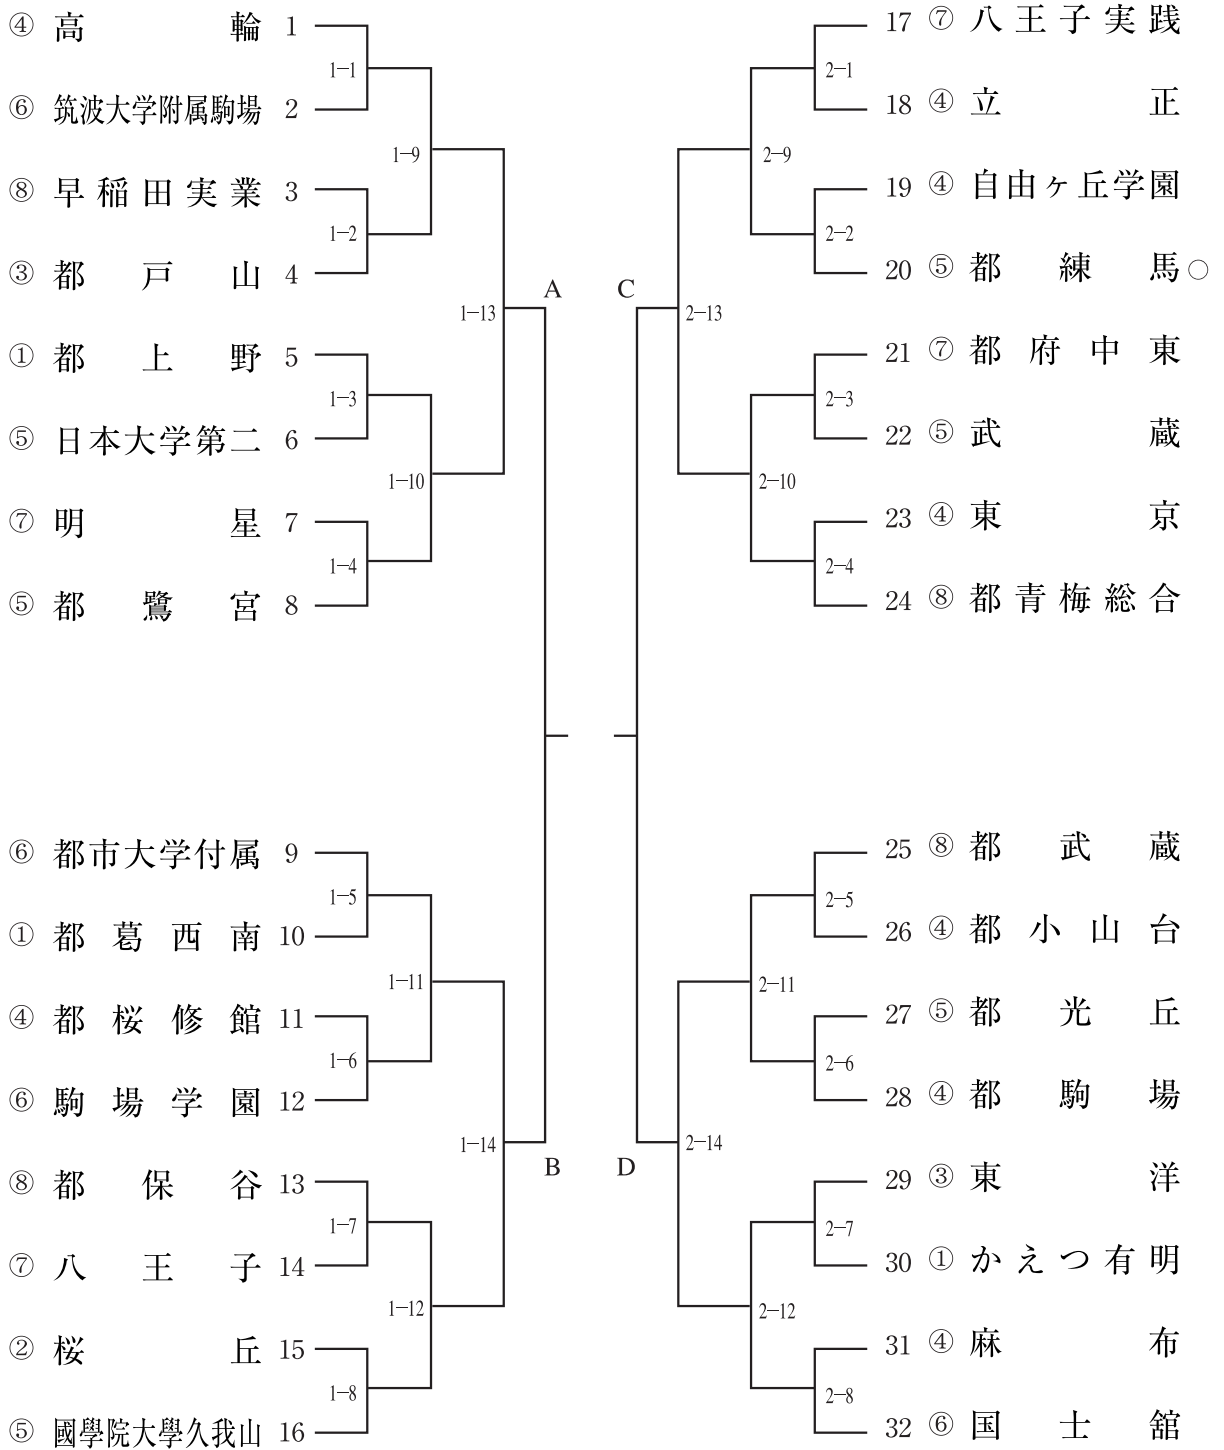 ④ 高輪 1
1-1
⑥ 筑波大学附属駒場 2
1-9
⑧ 早稲田実業 3
1-2
③ 都戸山 4
1-13
A
① 都上野 5
1-3
⑤ 日本大学第二 6
1-10
⑦ 明星 7
1-4
⑤ 都鷺宮 8
⑥ 都市大学付属 9
1-5
① 都葛西南 10
1-11
④ 都桜修館 11
1-6
⑥ 駒場学園 12
1-14
B
⑧ 都保谷 13
1-7
⑦ 八王子 14
1-12
② 桜丘 15
1-8
⑤ 國學院大學久我山 16
17 ⑦ 八王子実践
2-1
18 ④ 立正
2-9
19 ④ 自由ヶ丘学園
2-2
20 ⑤ 都練馬○
C
2-13
21 ⑦ 都府中東
2-3
22 ⑤ 武蔵
2-10
23 ④ 東京
2-4
24 ⑧ 都青梅総合
25 ⑧ 都武蔵
2-5
26 ④ 都小山台
2-11
27 ⑤ 都光丘
2-6
28 ④ 都駒場
2-14
D
29 ③ 東洋
2-7
30 ① かえつ有明
2-12
31 ④ 麻布
2-8
32 ⑥ 国士舘